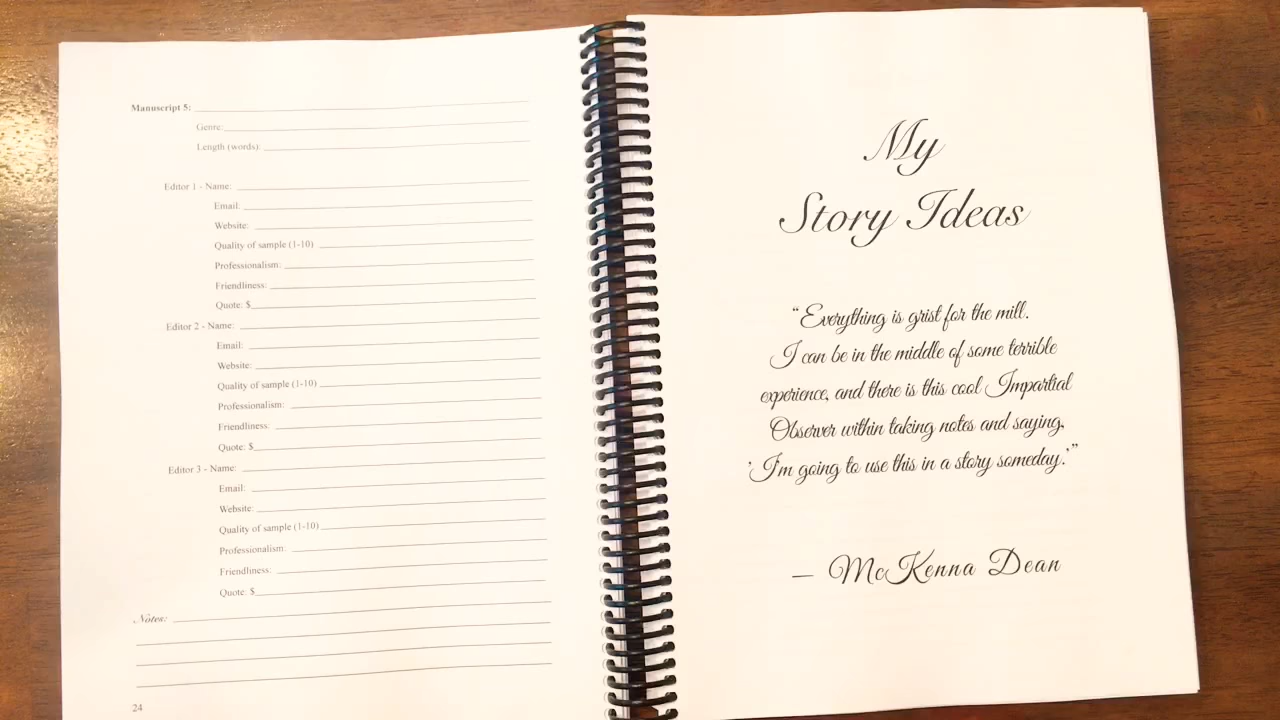 Manuscript 5:
Genre:
Length (words):
Editor 1 - Name:
Email:
Website:
Quality of sample (1-10)
Professionalism:
Friendliness:
Quote: $
Editor 2 - Name:
Email:
Website:
Quality of sample (1-10)
Professionalism:
Friendliness:
Quote: $
Editor 3 - Name:
Email:
Website:
Quality of sample (1-10)
Professionalism:
Friendliness:
Quote: $
Notes:
24
My
Story Ideas
“Everything is grist for the mill.
I can be in the middle of some terrible
experience, and there is this cool Impartial
Observer within taking notes and saying,
'I'm going to use this in a story someday.'”
— McKenna Dean